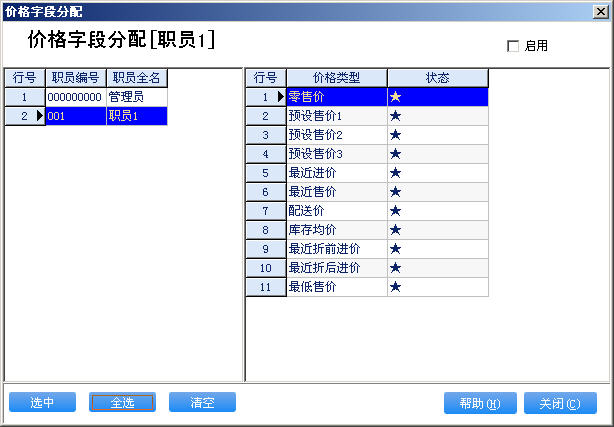 价格字段分配
价格字段分配[职员1]
启用
行号 职员编号 职员全名
1 000000000 管理员
2 001 职员1
行号 价格类型 状态
1 零售价 ★
2 预设售价1 ★
3 预设售价2 ★
4 预设售价3 ★
5 最近进价 ★
6 最近售价 ★
7 配送价 ★
8 库存均价 ★
9 最近折前进价 ★
10 最近折后进价 ★
11 最低售价 ★
选中 全选 清空 帮助(H) 关闭(C)